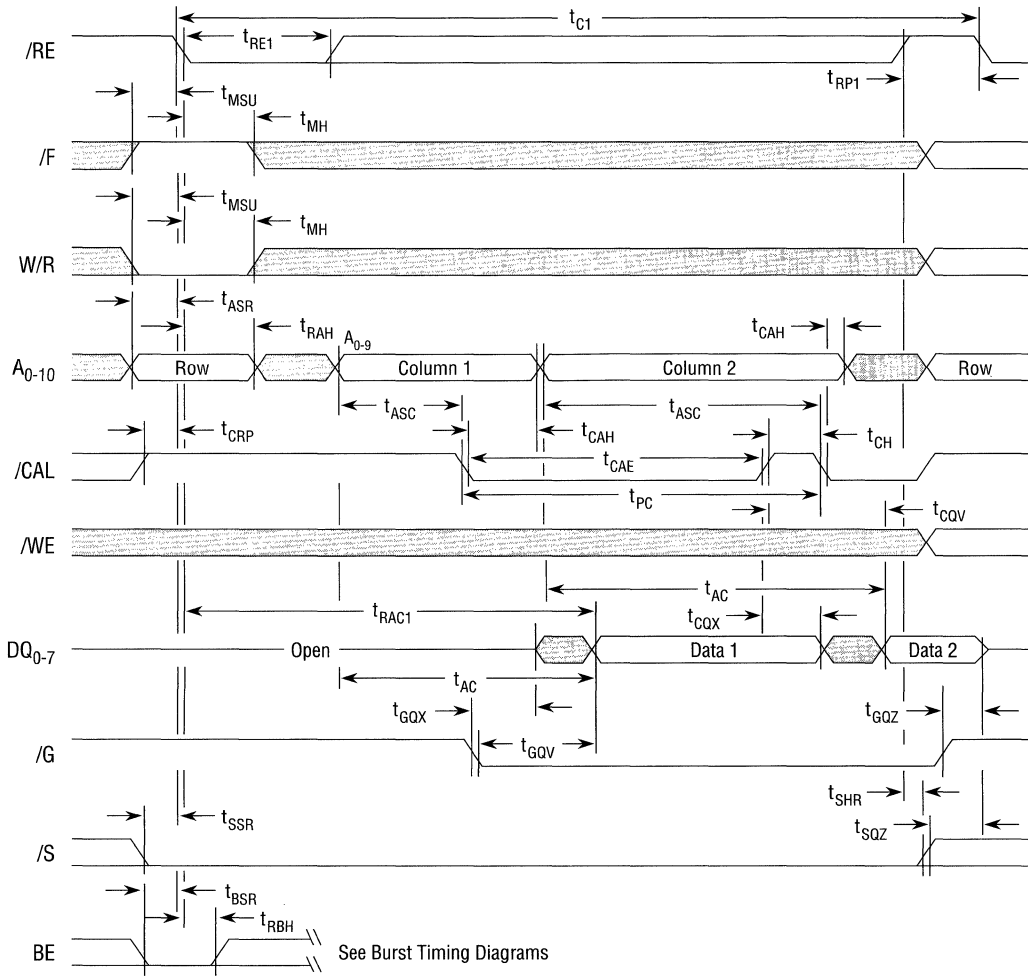 tC1
/RE
tRE1
tRP1
tMSU
tMH
/F
tMSU
tMH
W/R
tASR
tRAH
tCAH
A0-9
A0-10
Row
Column 1
Column 2
Row
tASC
tASC
tCRP
tCAH
tCH
/CAL
tCAE
tPC
tCQV
/WE
tAC
tRAC1
tCQX
DQ0-7
Open
Data 1
Data 2
tAC
tGQX
tGQZ
/G
tGQV
tSHR
tSSR
tSQZ
/S
tBSR
tRBH
BE
See Burst Timing Diagrams